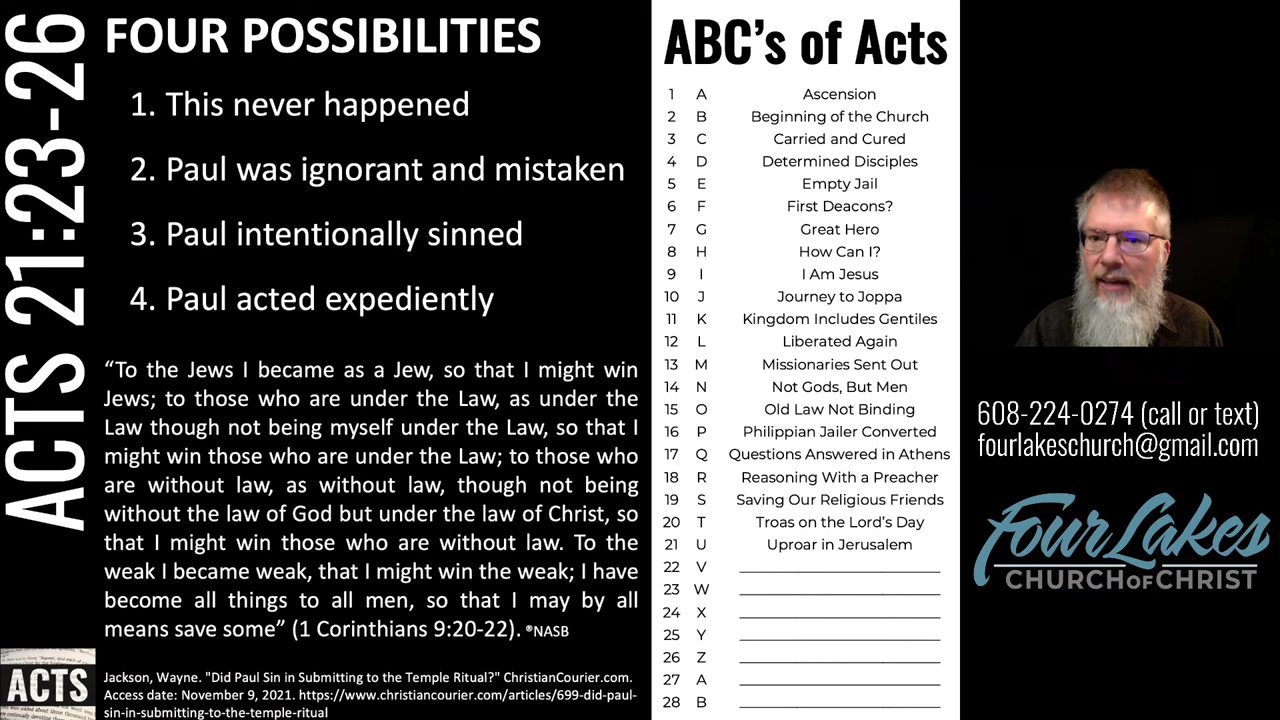 ACTS 21:23-26
FOUR POSSIBILITIES
1. This never happened
2. Paul was ignorant and mistaken
3. Paul intentionally sinned
4. Paul acted expediently
“To the Jews I became as a Jew, so that I might win
Jews; to those who are under the Law, as under the
Law though not being myself under the Law, so that I
might win those who are under the Law; to those who
are without law, as without law, though not being
without the law of God but under the law of Christ, so
that I might win those who are without law. To the
weak I became weak, that I might win the weak; I have
become all things to all men, so that I may by all
means save some” (1 Corinthians 9:20-22). ®NASB
ACTS
Jackson, Wayne. "Did Paul Sin in Submitting to the Temple Ritual?" ChristianCourier.com.
Access date: November 9, 2021. https://www.christiancourier.com/articles/699-did-paul-
sin-in-submitting-to-the-temple-ritual
ABC’s of Acts
1 A Ascension
2 B Beginning of the Church
3 C Carried and Cured
4 D Determined Disciples
5 E Empty Jail
6 F First Deacons?
7 G Great Hero
8 H How Can I?
9 I I Am Jesus
10 J Journey to Joppa
11 K Kingdom Includes Gentiles
12 L Liberated Again
13 M Missionaries Sent Out
14 N Not Gods, But Men
15 O Old Law Not Binding
16 P Philippian Jailer Converted
17 Q Questions Answered in Athens
18 R Reasoning With a Preacher
19 S Saving Our Religious Friends
20 T Troas on the Lord’s Day
21 U Uproar in Jerusalem
22 V
23 W
24 X
25 Y
26 Z
27 A
28 B
608-224-0274 (call or text)
fourlakeschurch@gmail.com
Four Lakes
CHURCH OF CHRIST